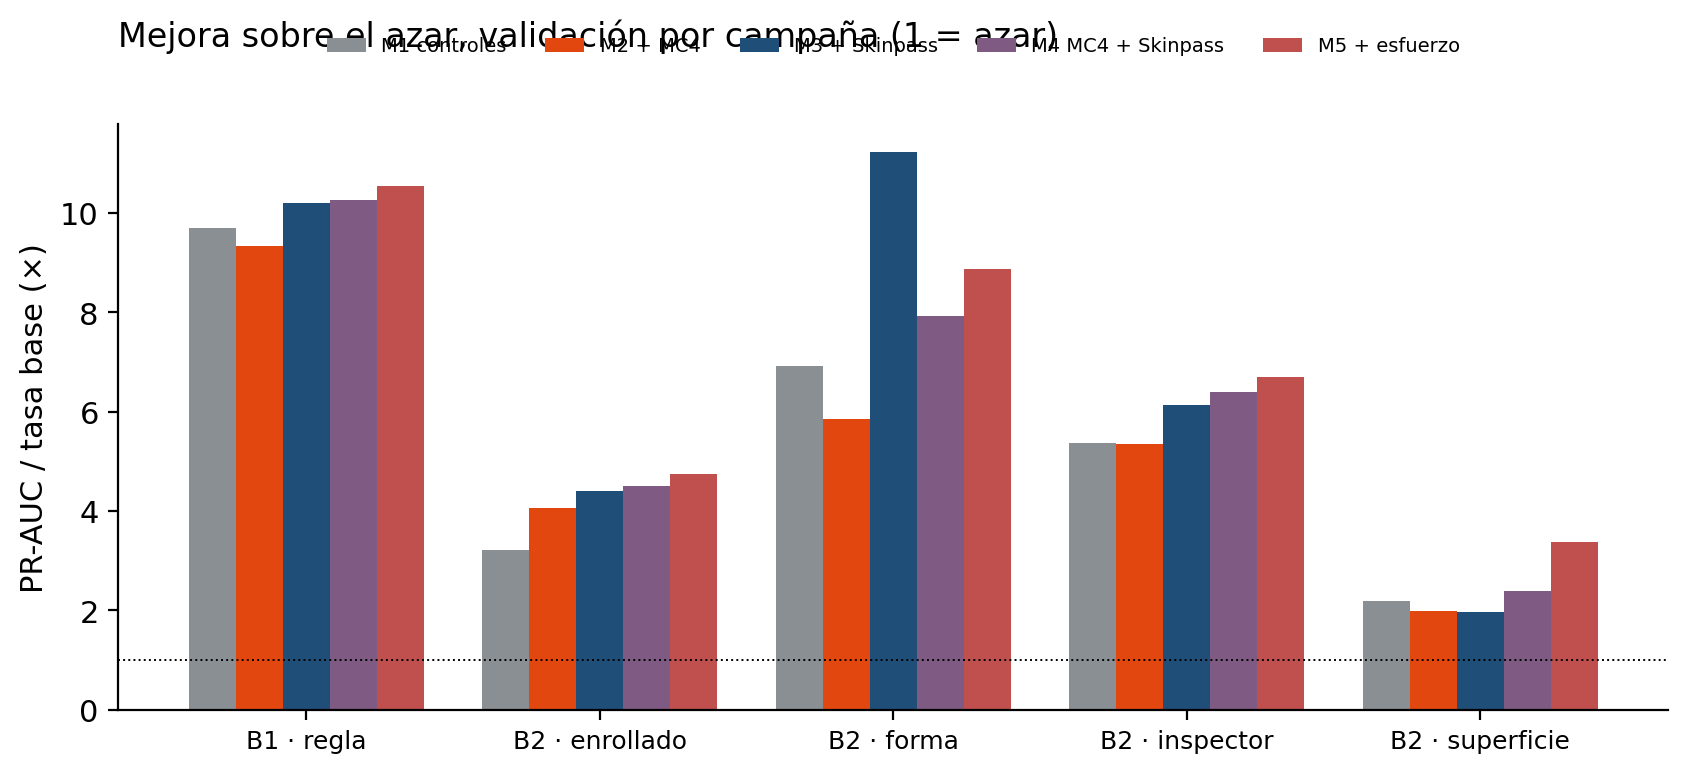 Mejora sobre el azar, validación por campaña (1 = azar)
M1 controles
M2 + MC4
M3 + Skinpass
M4 MC4 + Skinpass
M5 + esfuerzo
PR-AUC / tasa base (×)
10
8
6
4
2
0
B1 · regla
B2 · enrollado
B2 · forma
B2 · inspector
B2 · superficie